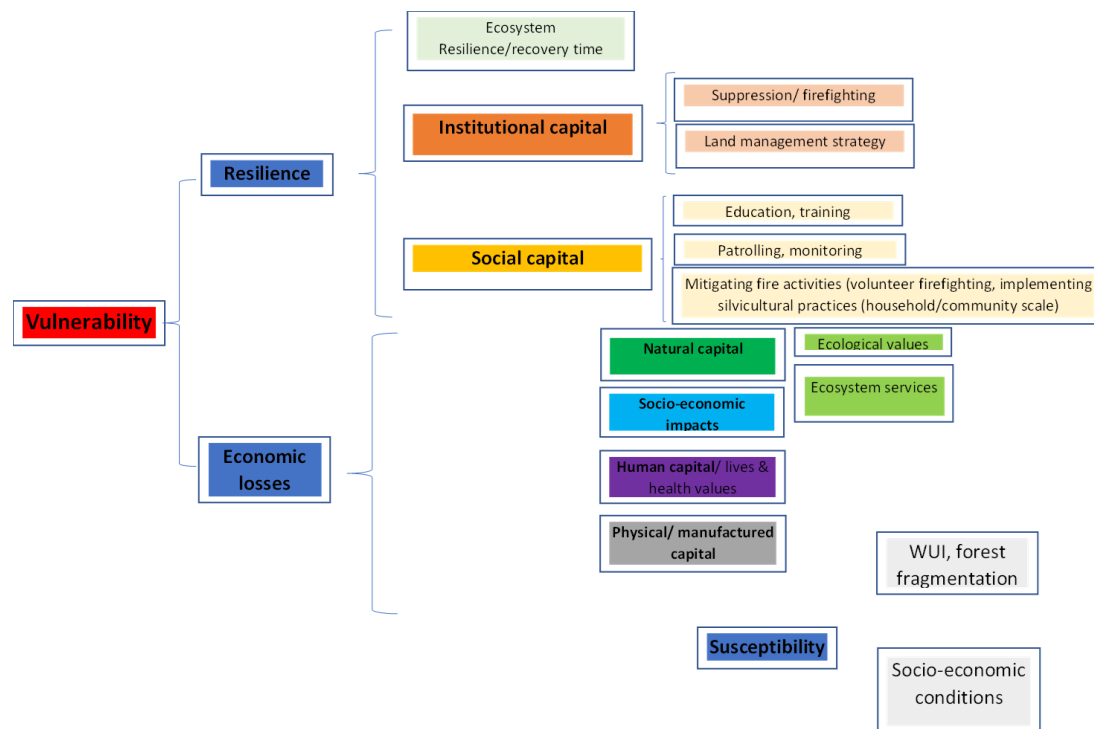 Ecosystem
Resilience/recovery time
Institutional capital
Suppression/ firefighting
Land management strategy
Resilience
Education, training
Patrolling, monitoring
Social capital
Mitigating fire activities (volunteer firefighting, implementing
silvicultural practices (household/community scale)
Vulnerability
Natural capital
Ecological values
Ecosystem services
Socio-economic
impacts
Economic
losses
Human capital/ lives &
health values
Physical/ manufactured
capital
WUI, forest
fragmentation
Susceptibility
Socio-economic
conditions